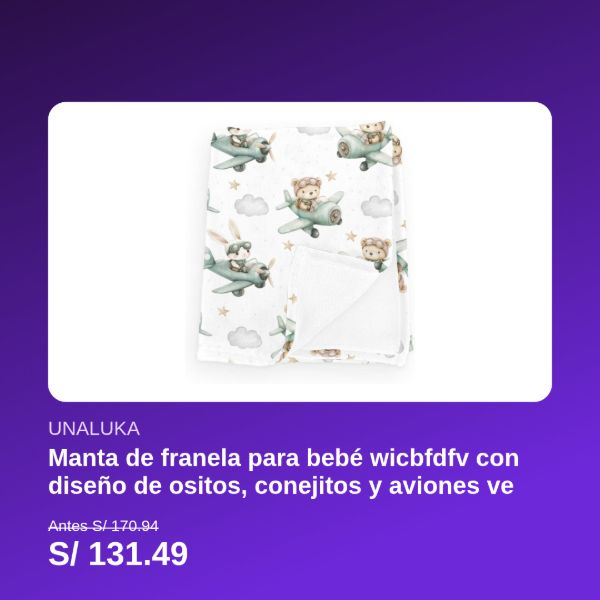 UNALUKA
Manta de franela para bebé wicbfdfv con
diseño de ositos, conejitos y aviones ve
Antes S/ 170.94
S/ 131.49